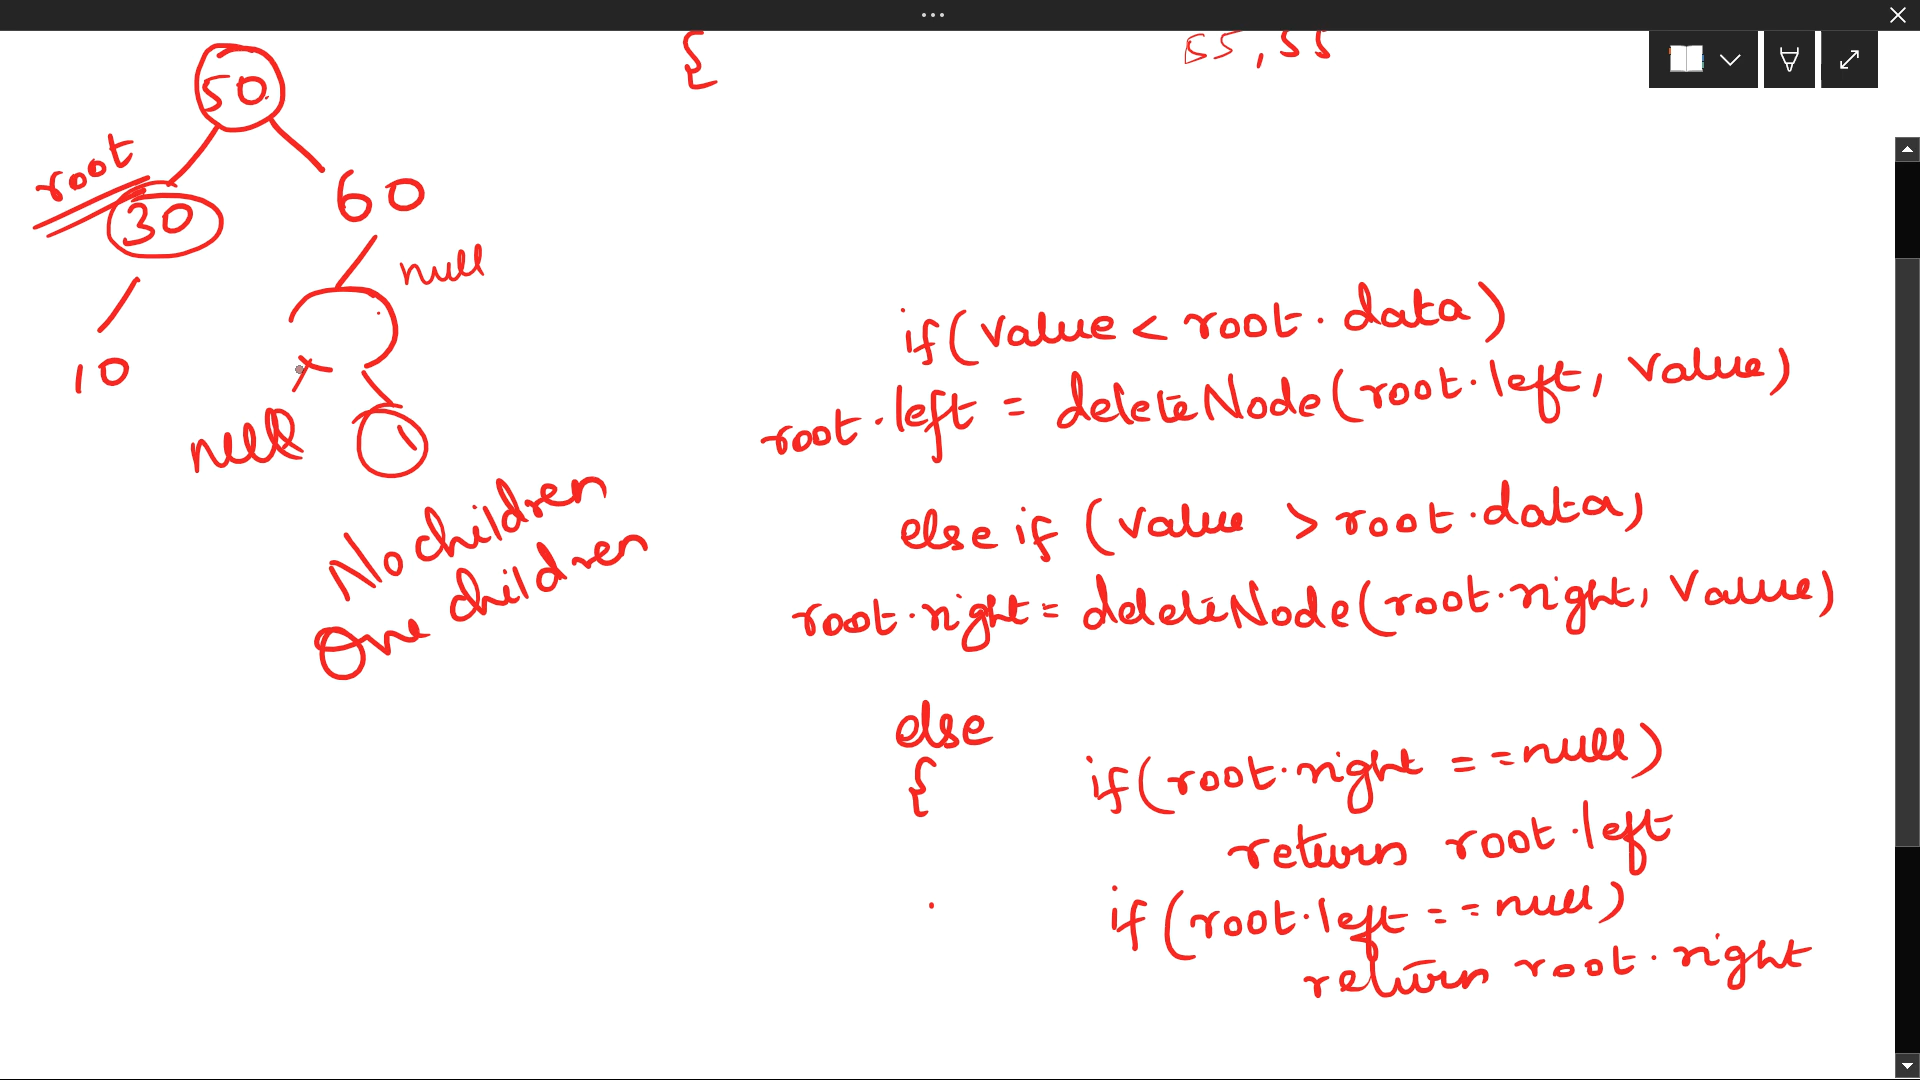 {
55, 55
50
root
30
60
null
10
null
No children
One children
if(value < root.data)
root.left = deleteNode(root.left, value)
else if (value > root.data)
root.right = deleteNode(root.right, value)
else
{
if(root.right == null)
return root.left
if(root.left == null)
return root.right